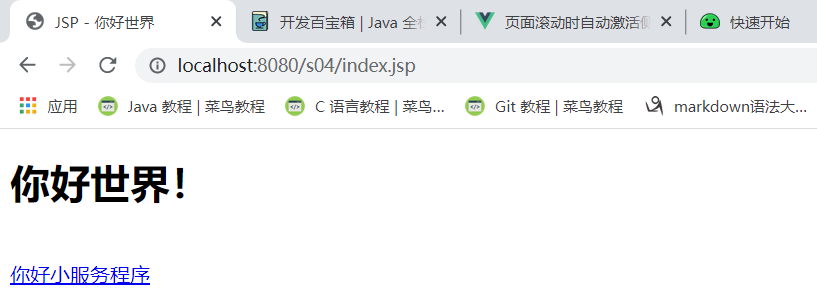 JSP - 你好世界
开发百宝箱 | Java 全
页面滚动时自动激活
快速开始
localhost:8080/s04/index.jsp
应用
Java 教程 | 菜鸟教程
C 语言教程 | 菜鸟...
Git 教程 | 菜鸟教程
markdown语法大...
你好世界！
你好小服务程序